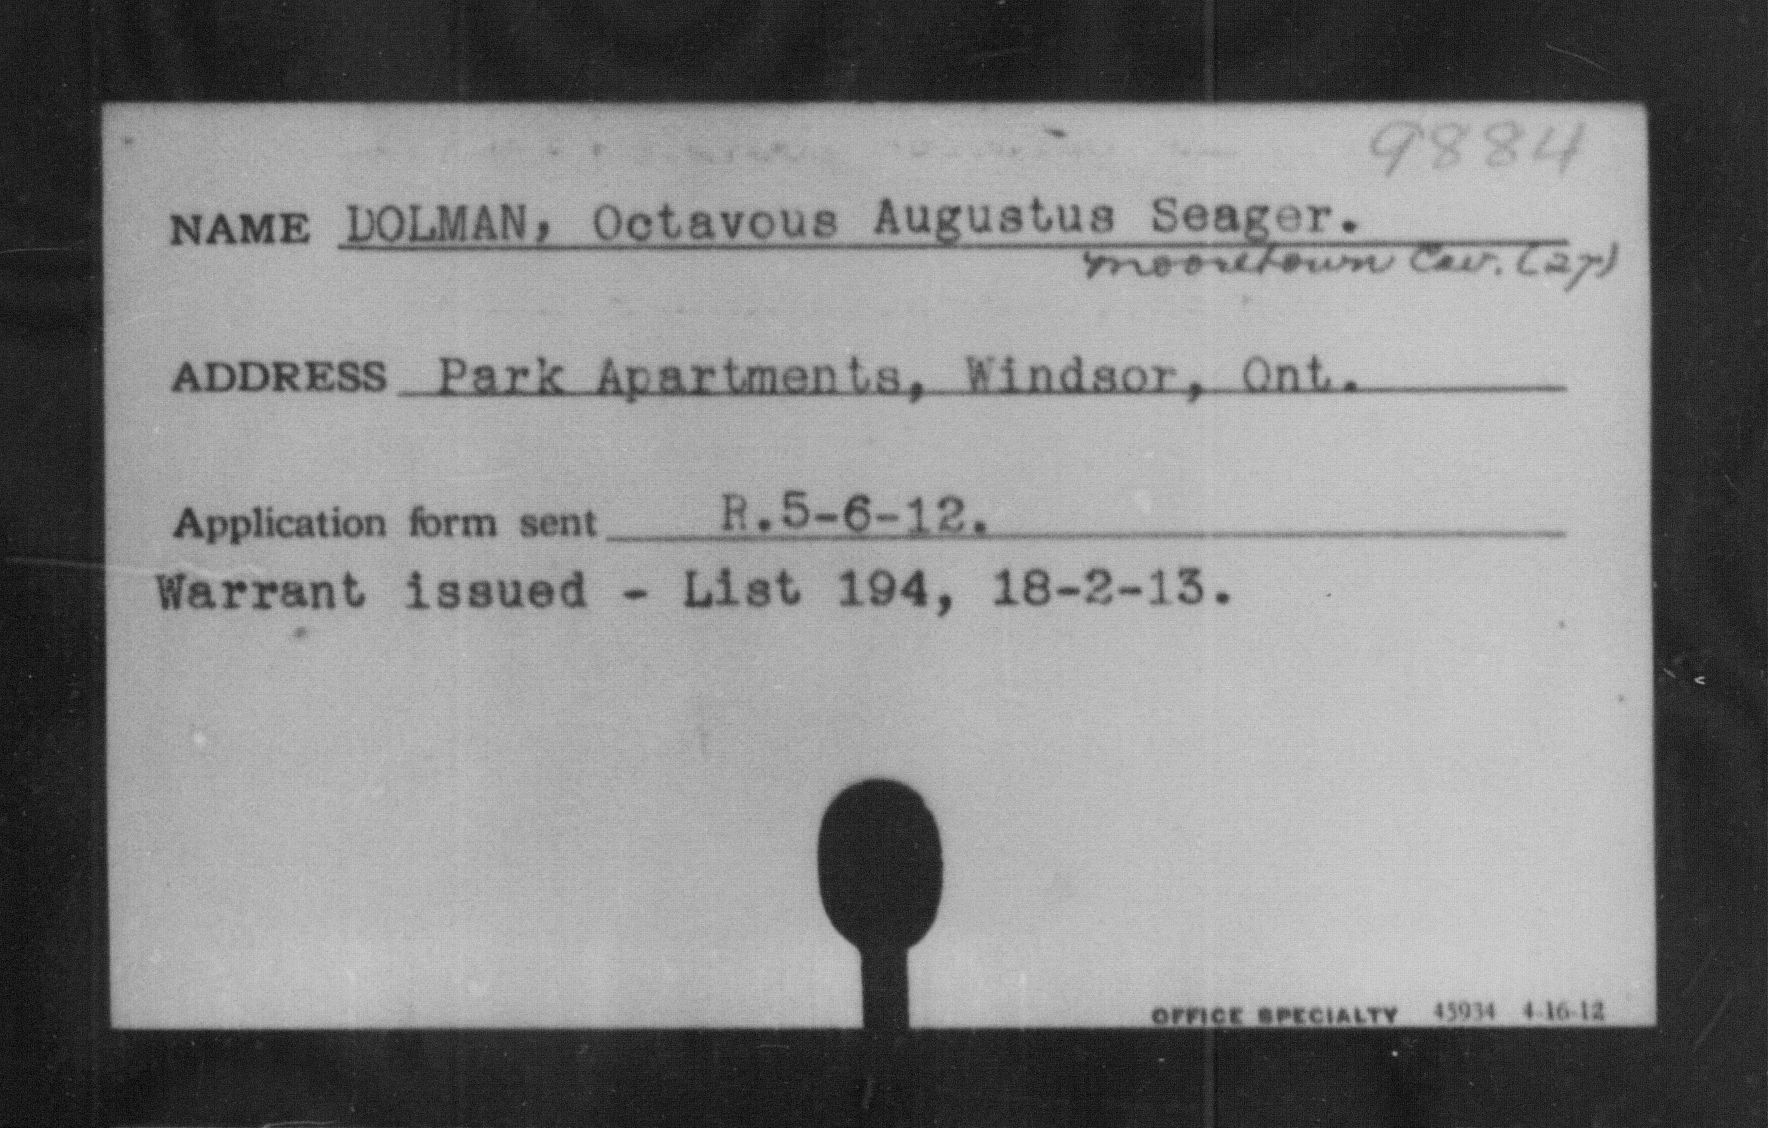 9884
NAME DOLMAN, Octavous Augustus Seager.
Mooretown Cav. (27)
ADDRESS Park Apartments, Windsor, Ont.
Application form sent R.5-6-12.
Warrant issued - List 194, 18-2-13.
OFFICE SPECIALTY 45934 4-16-12